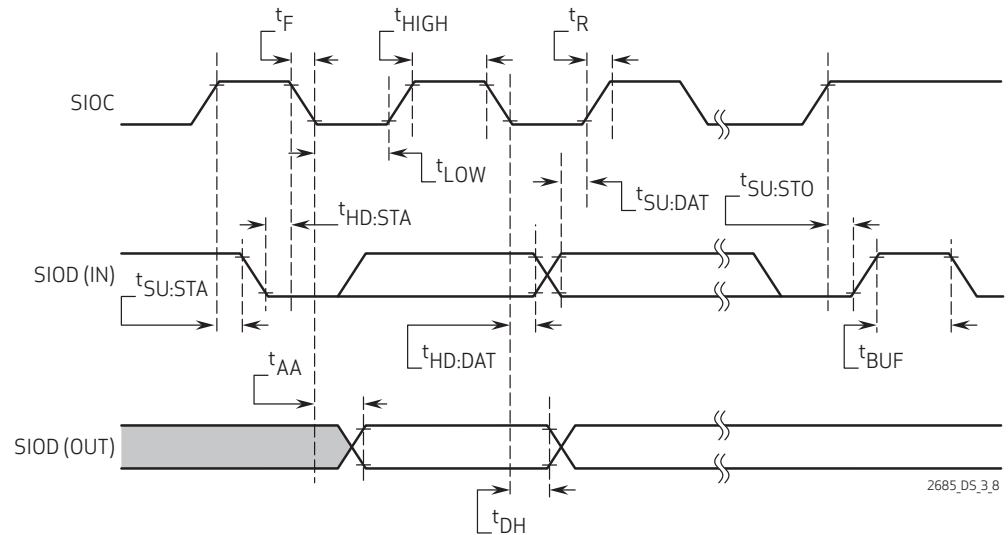 tF
tHIGH
tR
SIOC
tLOW
tSU:DAT
tSU:STO
tHD:STA
SIOD (IN)
tSU:STA
tHD:DAT
tBUF
tAA
SIOD (OUT)
2685_DS_3_8
tDH